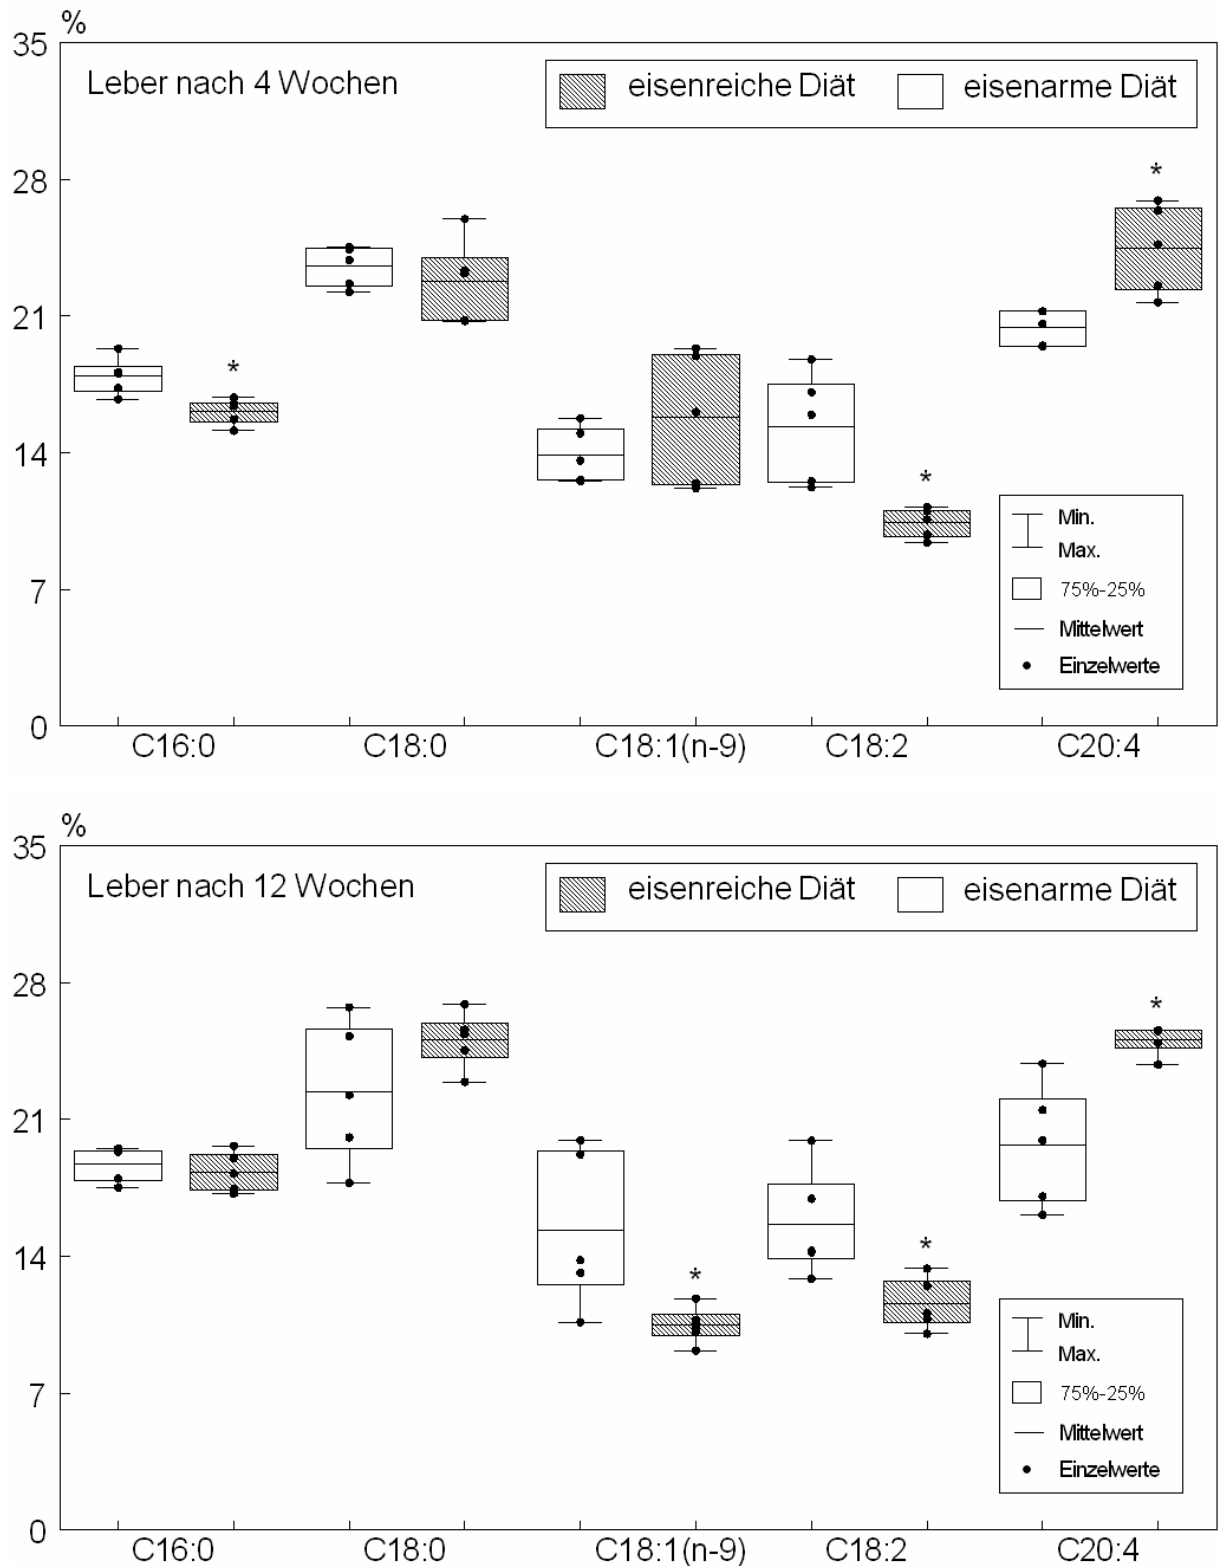 %
35
Leber nach 4 Wochen
eisenreiche Diät eisenarme Diät
28
*
*
21
*
14
Min.
Max.
7
75%-25%
Mittelwert
Einzelwerte
0
C16:0 C18:0 C18:1(n-9) C18:2 C20:4
%
35
Leber nach 12 Wochen
eisenreiche Diät eisenarme Diät
28
*
21
14
*
*
Min.
Max.
7
75%-25%
Mittelwert
Einzelwerte
0
C16:0 C18:0 C18:1(n-9) C18:2 C20:4